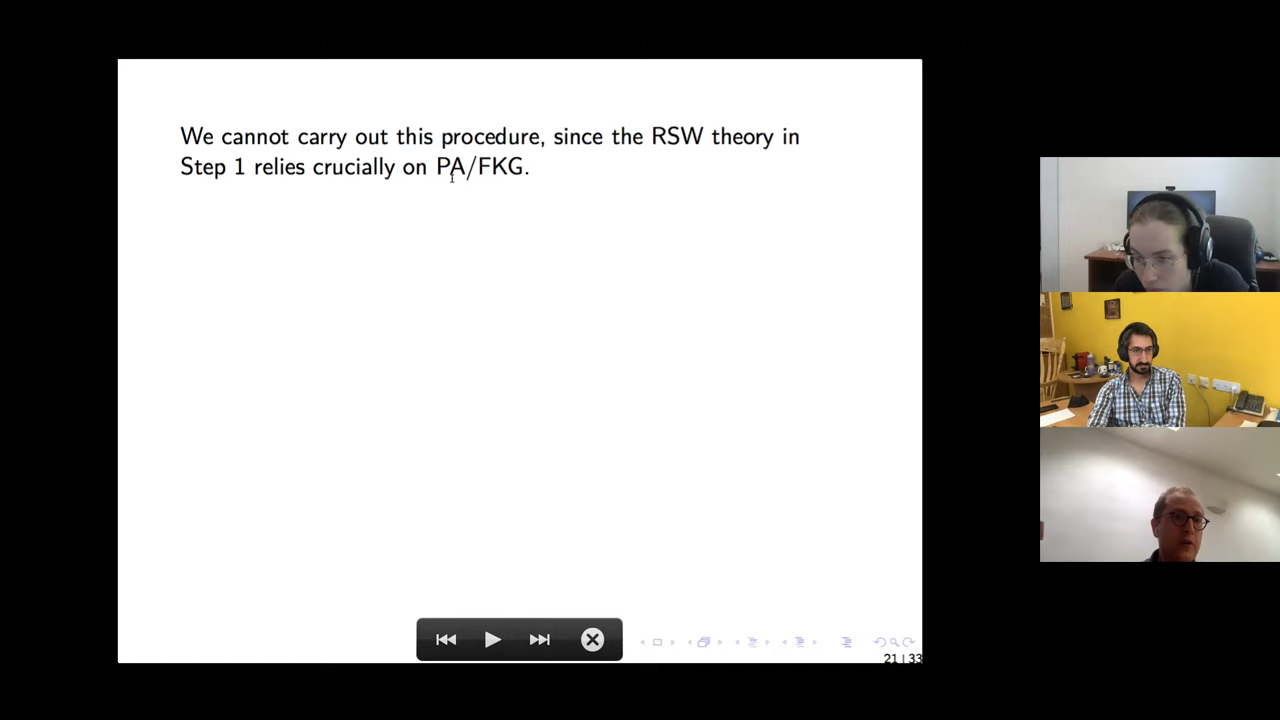 We cannot carry out this procedure, since the RSW theory in
Step 1 relies crucially on PA/FKG.
21 / 33